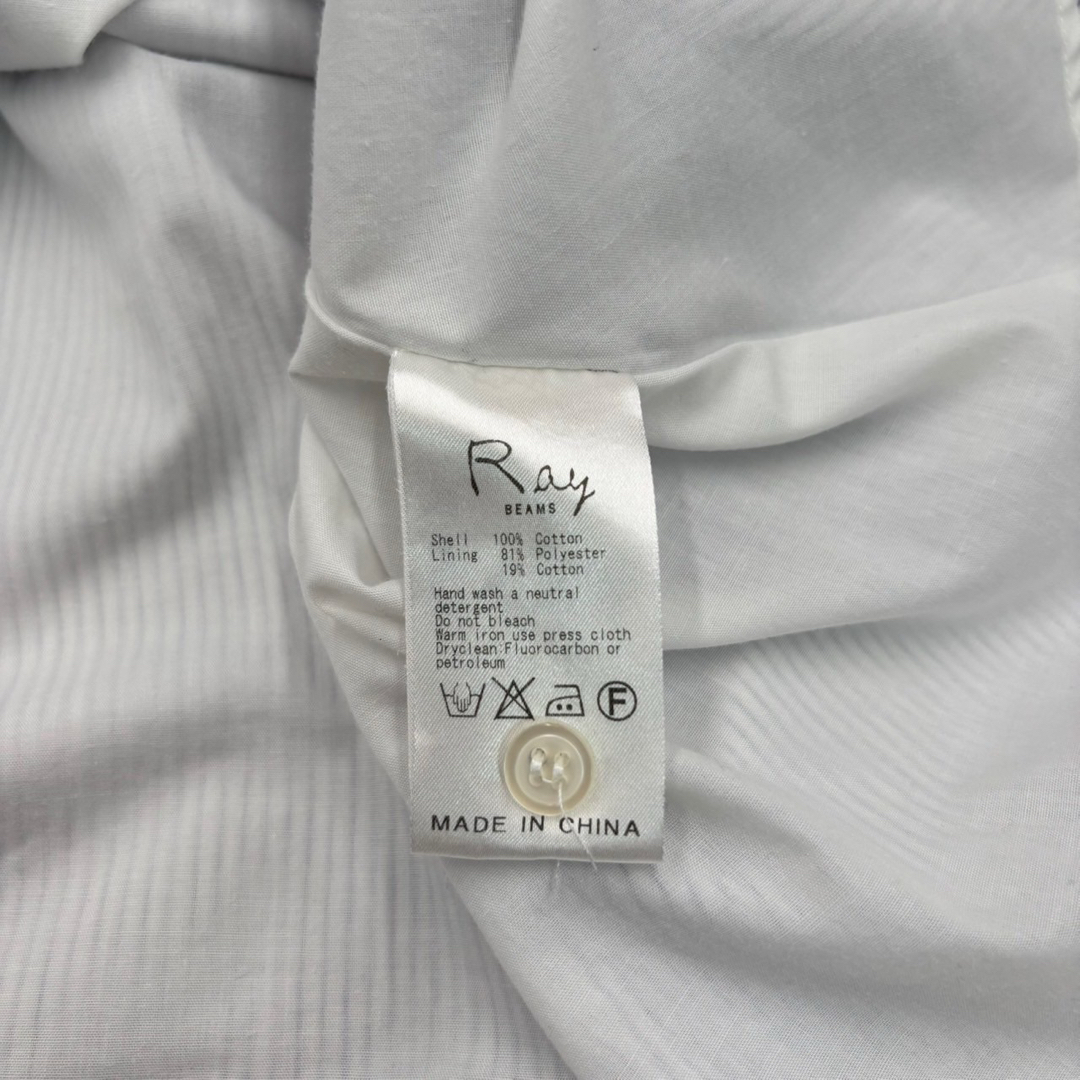 Ray
BEAMS
Shell 100% Cotton
Lining 81% Polyester
19% Cotton
Hand wash a neutral
detergent
Do not bleach
Warm iron use press cloth
Dryclean:Fluorocarbon or
petroleum
F
MADE IN CHINA